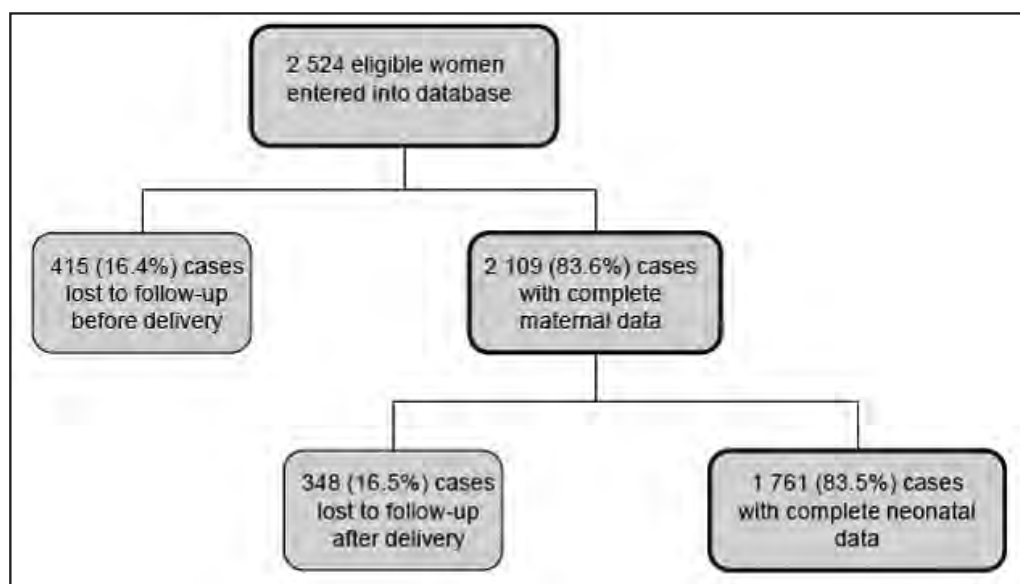 2 524 eligible women
entered into database
415 (16.4%) cases
lost to follow-up
before delivery
2 109 (83.6%) cases
with complete
maternal data
348 (16.5%) cases
lost to follow-up
after delivery
1 761 (83.5%) cases
with complete neonatal
data